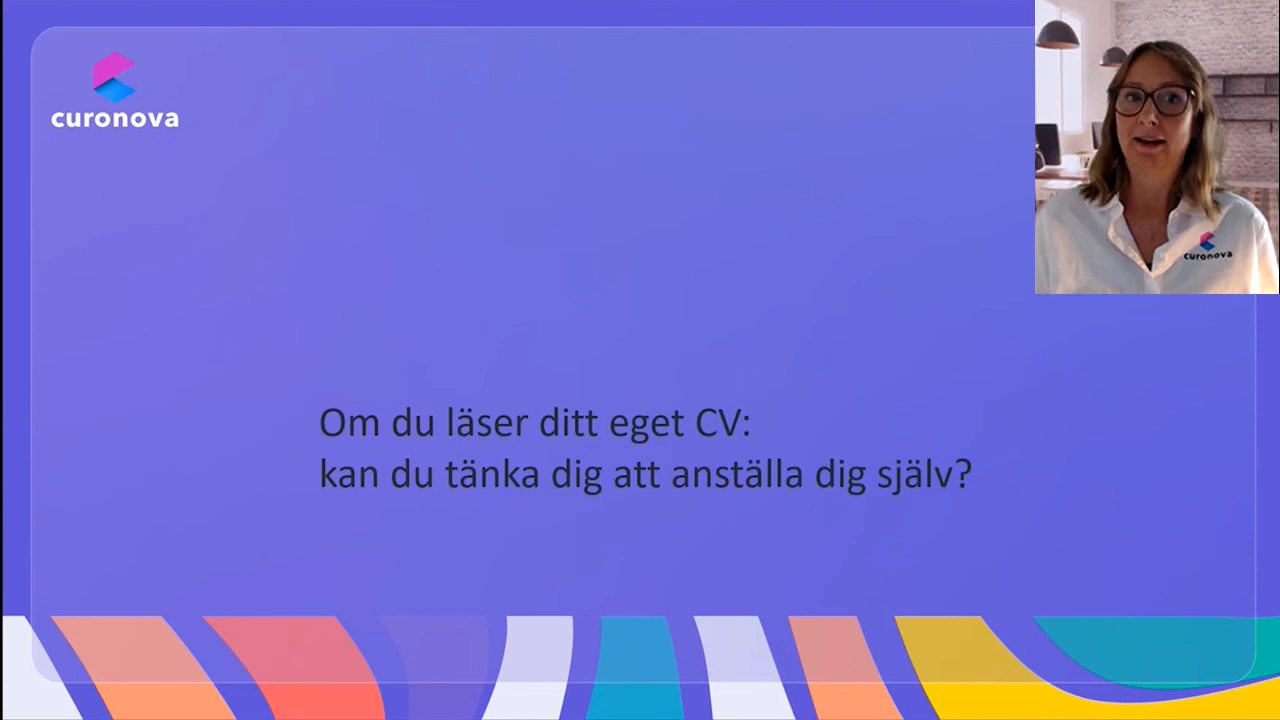 curonova
curonova
Om du läser ditt eget CV:
kan du tänka dig att anställa dig själv?